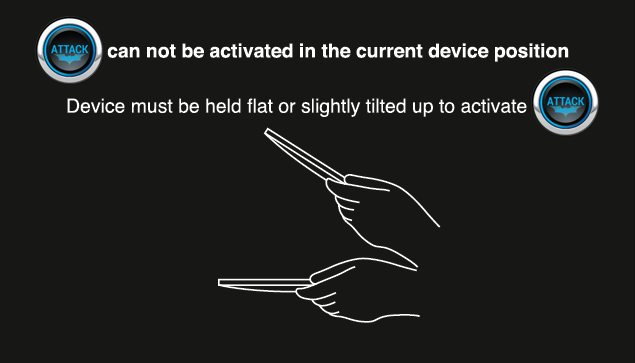 ATTACK can not be activated in the current device position
Device must be held flat or slightly tilted up to activate ATTACK